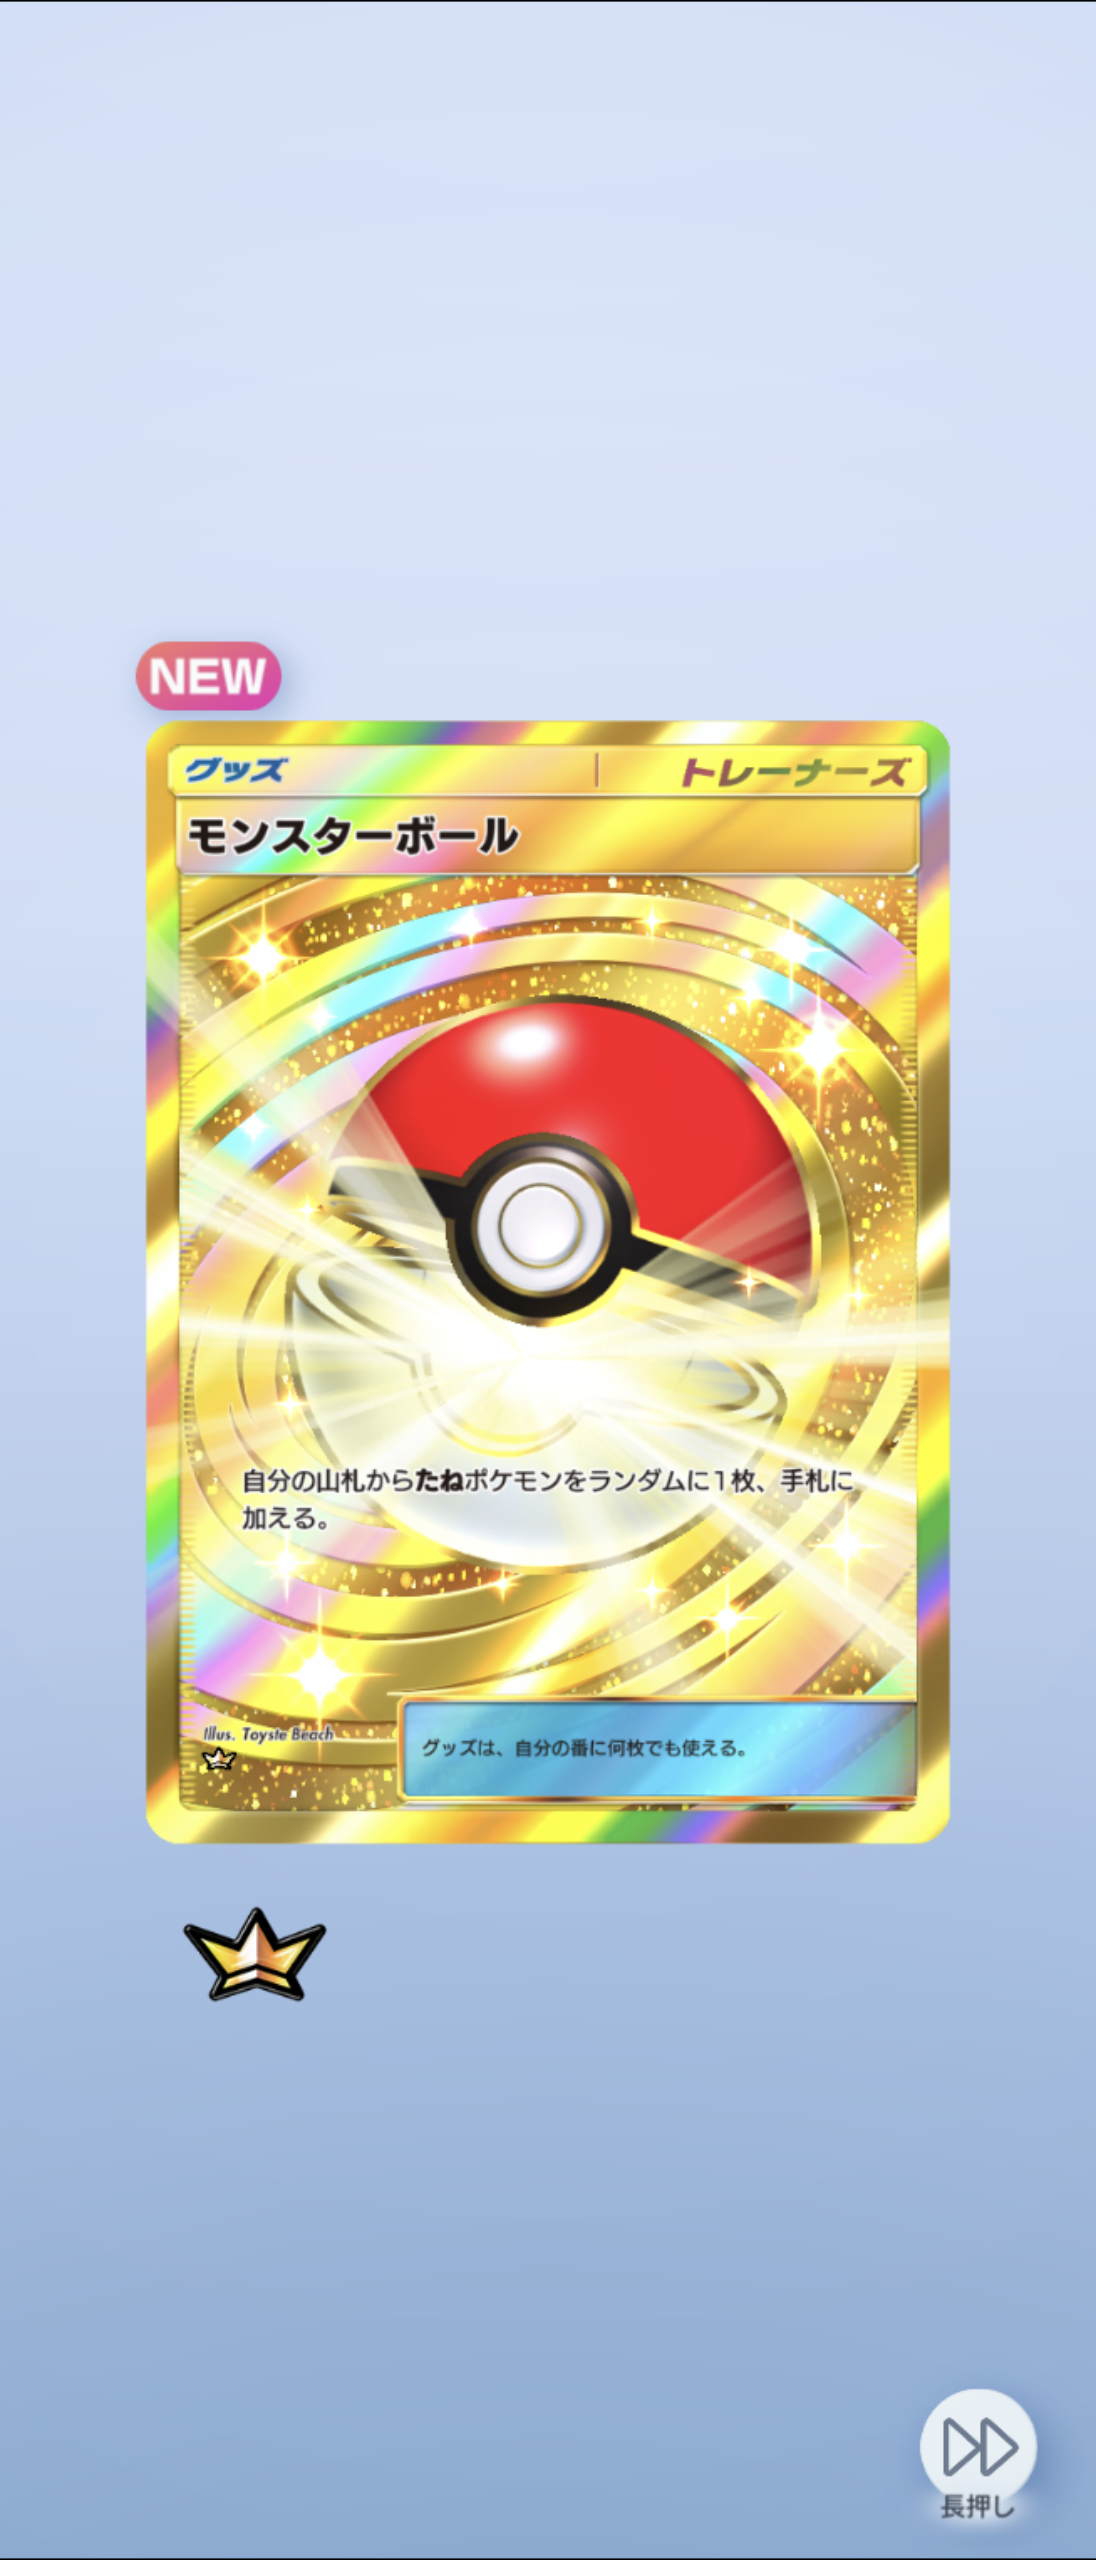 NEW
グッズ
トレーナーズ
モンスターボール
自分の山札からたねポケモンをランダムに1枚、手札に
加える。
Illus. Toyste Beach
グッズは、自分の番に何枚でも使える。
長押し